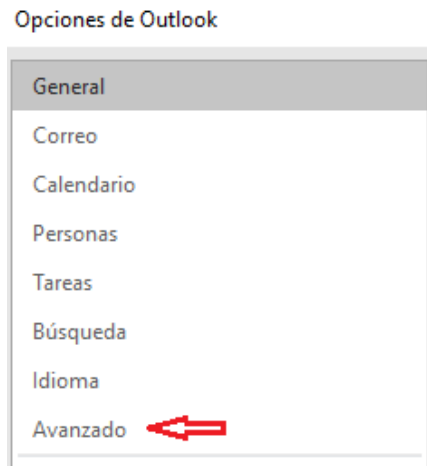 Opciones de Outlook
General
Correo
Calendario
Personas
Tareas
Búsqueda
Idioma
Avanzado